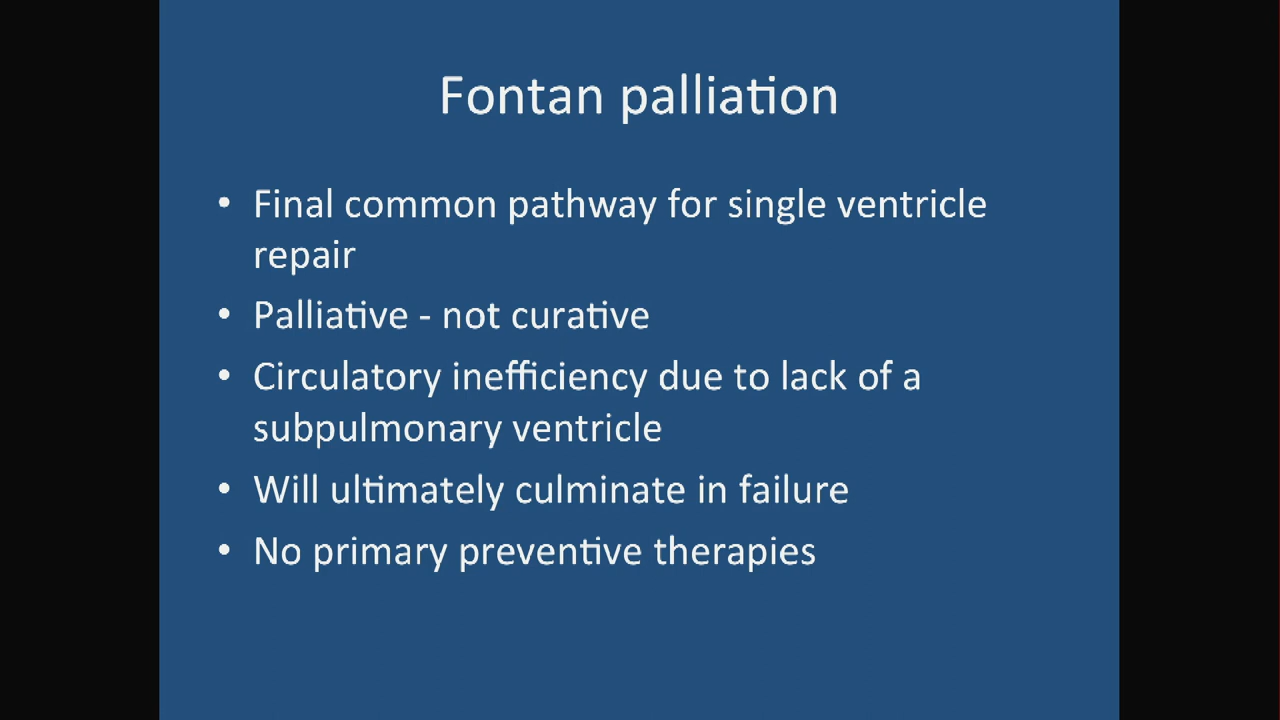 Fontan palliation
• Final common pathway for single ventricle
repair
• Palliative - not curative
• Circulatory inefficiency due to lack of a
subpulmonary ventricle
• Will ultimately culminate in failure
• No primary preventive therapies